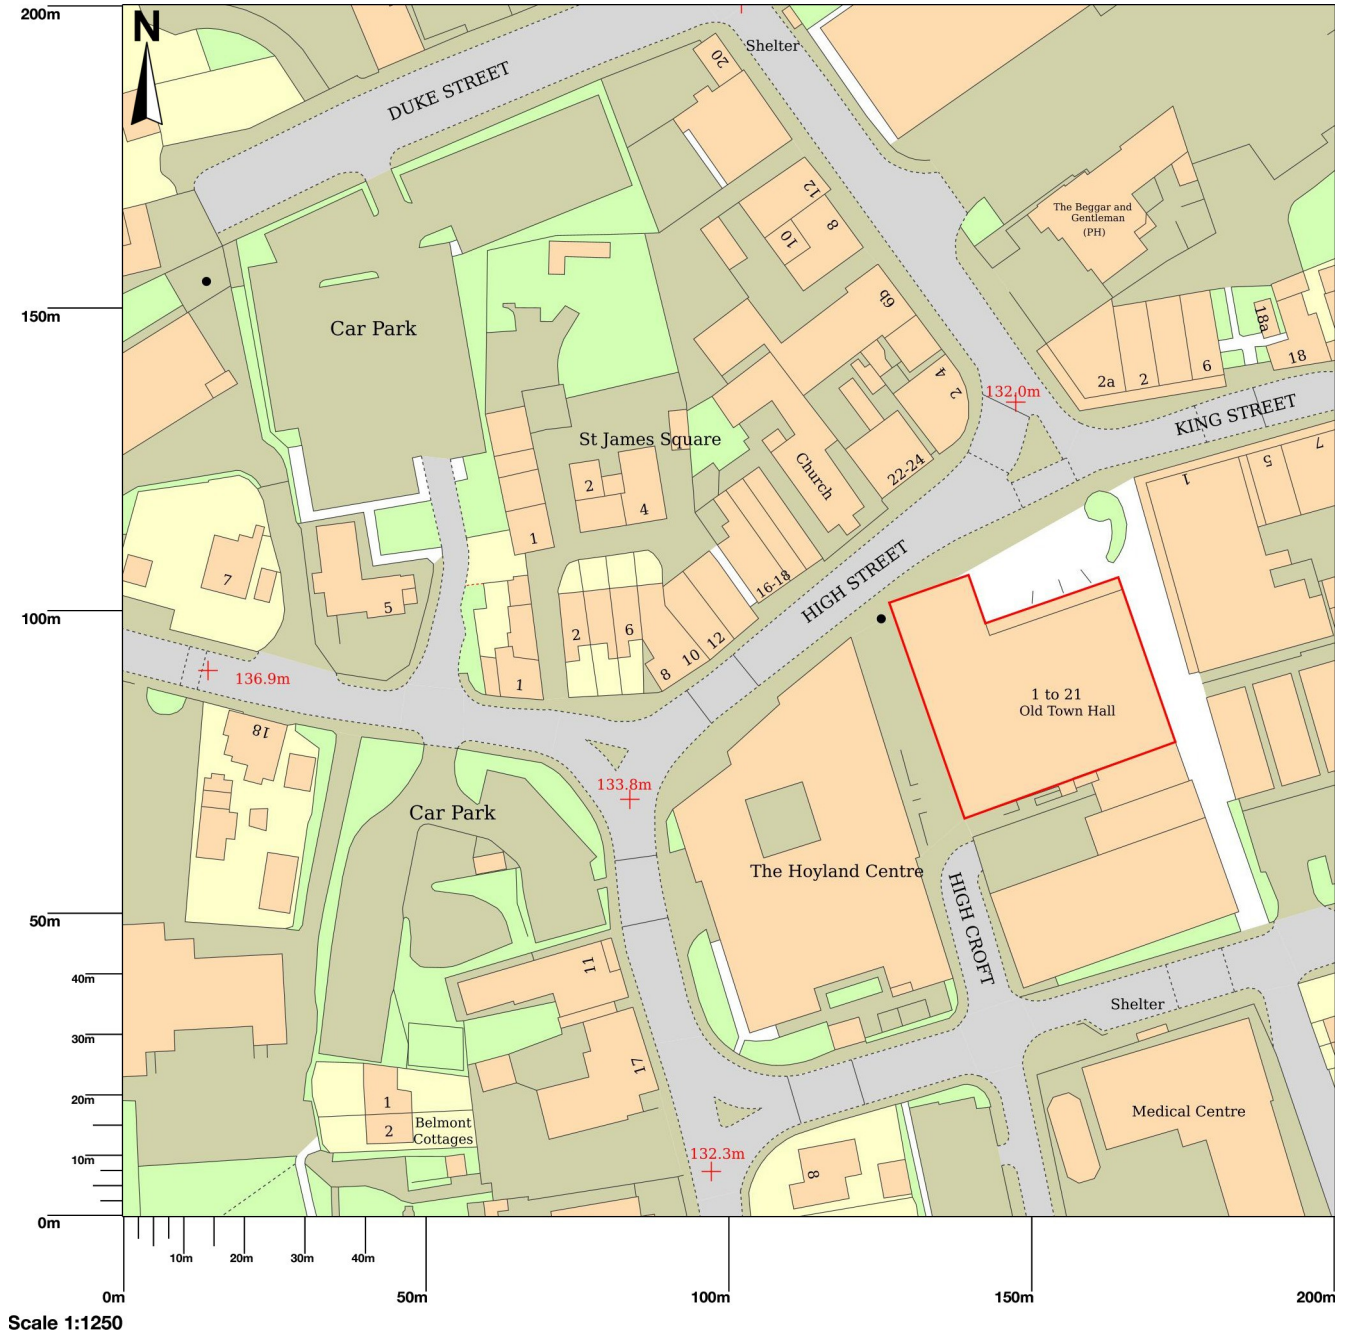 200m
N
Shelter
20
DUKE STREET
12
8
10
The Beggar and
Gentleman
(PH)
150m
Car Park
6b
18a
18
6
2
2a
4
2
132.0m
KING STREET
St James Square
Church
22-24
1
5
7
2
4
1
16-18
HIGH STREET
7
5
100m
2
6
12
10
8
1
136.9m
1 to 21
Old Town Hall
18
133.8m
Car Park
The Hoyland Centre
HIGH CROFT
50m
11
40m
Shelter
30m
17
20m
1
2
Belmont
Cottages
Medical Centre
10m
132.3m
8
0m
10m
20m
30m
40m
0m
50m
100m
150m
200m
Scale 1:1250